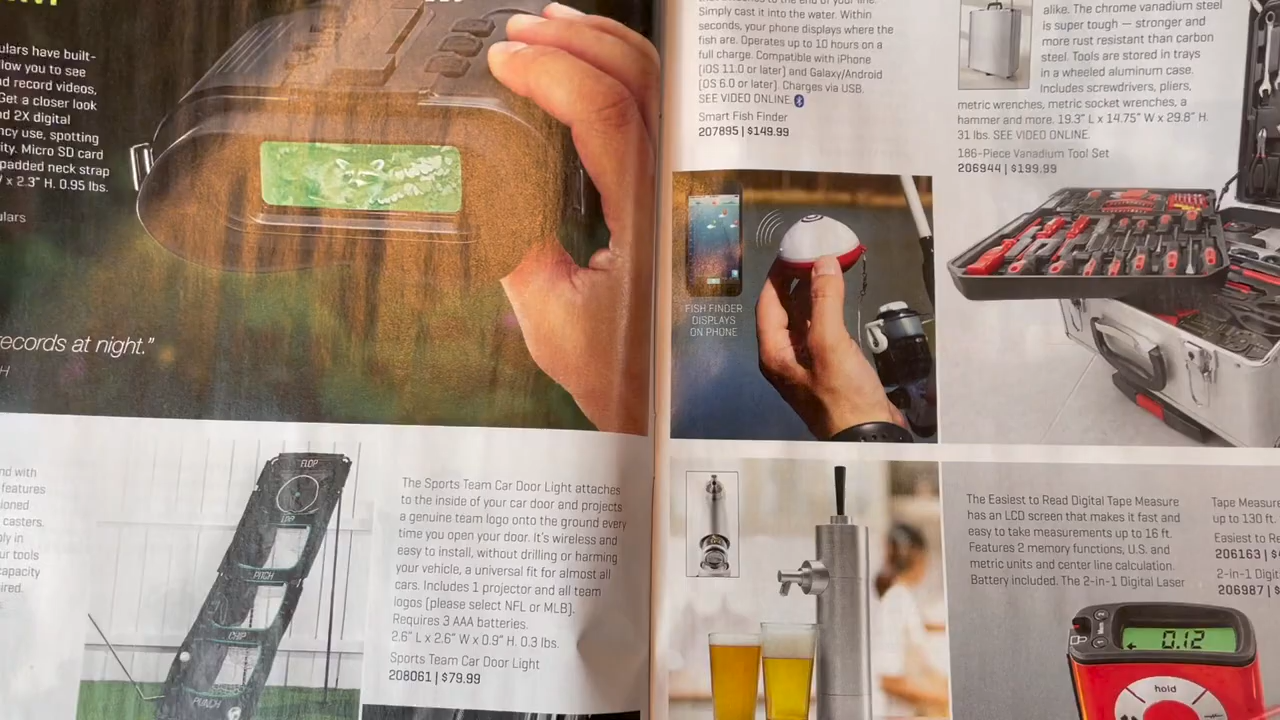 ulars have built-
low you to see
d record videos,
Get a closer look
nd 2X digital
ncy use, spotting
ity. Micro SD card
padded neck strap
x 2.3" H. 0.95 lbs.
ulars
records at night."
H
nd with
features
ioned
casters.
ply in
ur tools
apacity
ired.
FLOP
LOB
PITCH
CHIP
PUNCH
The Sports Team Car Door Light attaches
to the inside of your car door and projects
a genuine team logo onto the ground every
time you open your door. It's wireless and
easy to install, without drilling or harming
your vehicle, a universal fit for almost all
cars. Includes 1 projector and all team
logos [please select NFL or MLB].
Requires 3 AAA batteries.
2.6" L x 2.6" W x 0.9" H. 0.3 lbs.
Sports Team Car Door Light
208061 | $79.99
Simply cast it into the water. Within
seconds, your phone displays where the
fish are. Operates up to 10 hours on a
full charge. Compatible with iPhone
[iOS 11.0 or later] and Galaxy/Android
[OS 6.0 or later]. Charges via USB.
SEE VIDEO ONLINE.
Smart Fish Finder
207895 | $149.99
FISH FINDER
DISPLAYS
ON PHONE
alike. The chrome vanadium steel
is super tough — stronger and
more rust resistant than carbon
steel. Tools are stored in trays
in a wheeled aluminum case.
Includes screwdrivers, pliers,
metric wrenches, metric socket wrenches, a
hammer and more. 19.3" L x 14.75" W x 29.8" H.
31 lbs. SEE VIDEO ONLINE.
186-Piece Vanadium Tool Set
206944 | $199.99
The Easiest to Read Digital Tape Measure
has an LCD screen that makes it fast and
easy to take measurements up to 16 ft.
Features 2 memory functions, U.S. and
metric units and center line calculation.
Battery included. The 2-in-1 Digital Laser
Tape Measur
up to 130 ft.
Easiest to Re
206163 | $
2-in-1 Digit
206987 | $
0.12
hold